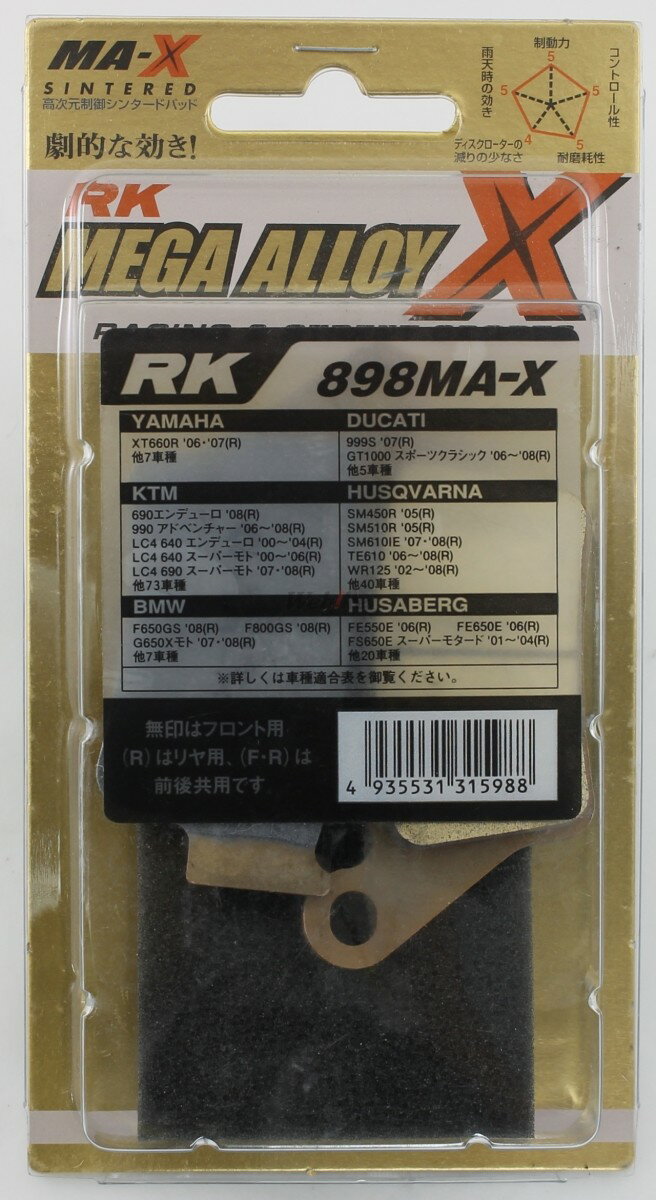 MA-X
SINTERED
高次元制御シンタードパッド
劇的な効き!
制動力
コントロール性
耐磨耗性
ディスクローターの
減りの少なさ
雨天時の効き
5
5
5
4
5
RK
MEGA ALLOY X
RK 898MA-X
YAMAHA
XT660R '06・'07(R)
他7車種
DUCATI
999S '07(R)
GT1000 スポーツクラシック '06〜'08(R)
他5車種
KTM
690エンデューロ '08(R)
990 アドベンチャー '06〜'08(R)
LC4 640 エンデューロ '00〜'04(R)
LC4 640 スーパーモト '00〜'06(R)
LC4 690 スーパーモト '07・'08(R)
他73車種
HUSQVARNA
SM450R '05(R)
SM510R '05(R)
SM610IE '07・'08(R)
TE610 '06〜'08(R)
WR125 '02〜'08(R)
他40車種
BMW
F650GS '08(R) F800GS '08(R)
G650Xモト '07・'08(R)
他7車種
HUSABERG
FE550E '06(R) FE650E '06(R)
FS650E スーパーモタード '01〜'04(R)
他20車種
※詳しくは車種適合表を御覧ください。
無印はフロント用
(R)はリヤ用、(F・R)は
前後共用です。
4 935531 315988